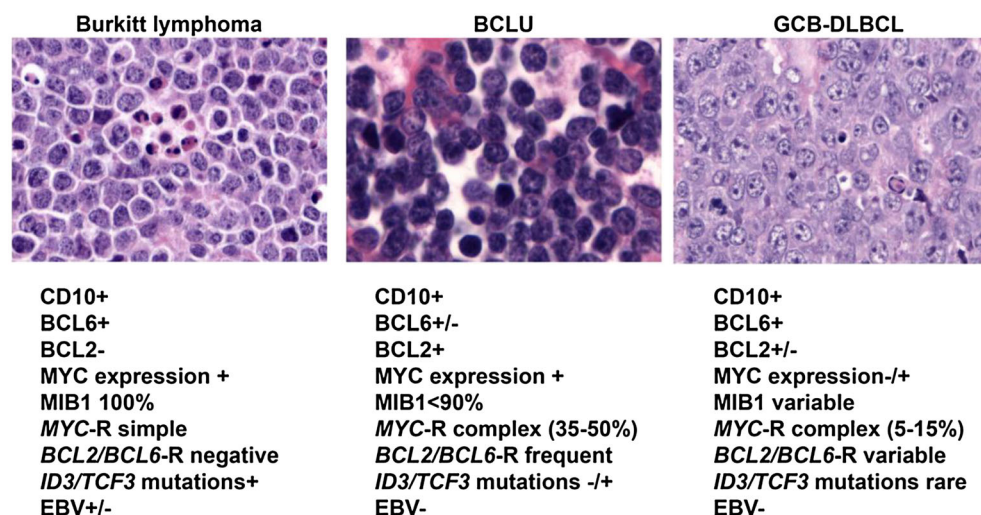 Burkitt lymphoma
BCLU
GCB-DLBCL
CD10+
BCL6+
BCL2-
MYC expression +
MIB1 100%
MYC-R simple
BCL2/BCL6-R negative
ID3/TCF3 mutations+
EBV+/-
CD10+
BCL6+/-
BCL2+
MYC expression +
MIB1<90%
MYC-R complex (35-50%)
BCL2/BCL6-R frequent
ID3/TCF3 mutations -/+
EBV-
CD10+
BCL6+
BCL2+/-
MYC expression-/+
MIB1 variable
MYC-R complex (5-15%)
BCL2/BCL6-R variable
ID3/TCF3 mutations rare
EBV-